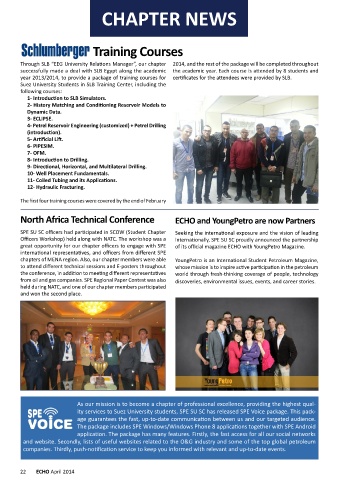 CHAPTER NEWS
Schlumberger Training Courses
Through SLB "EEG University Relations Manager", our chapter
successfully made a deal with SLB Egypt along the academic
year 2013/2014, to provide a package of training courses for
Suez University Students in SLB Training Center, including the
following courses:
1- Introduction to SLB Simulators.
2- History Matching and Conditioning Reservoir Models to
Dynamic Data.
3- ECLIPSE.
4- Petrel Reservoir Engineering (customized) + Petrel Drilling
(introduction).
5- Artificial Lift.
6- PIPESIM.
7- OFM.
8- Introduction to Drilling.
9- Directional, Horizontal, and Multilateral Drilling.
10- Well Placement Fundamentals.
11- Coiled Tubing and its Applications.
12- Hydraulic Fracturing.
The first four training courses were covered by the end of February
2014, and the rest of the package will be completed throughout
the academic year. Each course is attended by 8 students and
certificates for the attendees were provided by SLB.
North Africa Technical Conference
SPE SU SC officers had participated in SCOW (Student Chapter
Officers Workshop) held along with NATC. The workshop was a
great opportunity for our chapter officers to engage with SPE
international representatives, and officers from different SPE
chapters of MENA region. Also, our chapter members were able
to attend different technical sessions and E-posters throughout
the conference, in addition to meeting different representatives
from oil and gas companies. SPE Regional Paper Contest was also
held during NATC, and one of our chapter members participated
and won the second place.
ECHO and YoungPetro are now Partners
Seeking the international exposure and the vision of leading
internationally, SPE SU SC proudly announced the partnership
of its official magazine ECHO with YoungPetro Magazine.
YoungPetro is an International Student Petroleum Magazine,
whose mission is to inspire active participation in the petroleum
world through fresh-thinking coverage of people, technology
discoveries, environmental issues, events, and career stories.
YoungPetro
SPE
VOICE
As our mission is to become a chapter of professional excellence, providing the highest qual-
ity services to Suez University students, SPE SU SC has released SPE Voice package. This pack-
age guarantees the fast, up-to-date communication between us and our targeted audience.
The package includes SPE Windows/Windows Phone 8 applications together with SPE Android
application. The package has many features. Firstly, the fast access for all our social networks
and website. Secondly, lists of useful websites related to the O&G industry and some of the top global petroleum
companies. Thirdly, push-notification service to keep you informed with relevant and up-to-date events.
22 ECHO April 2014